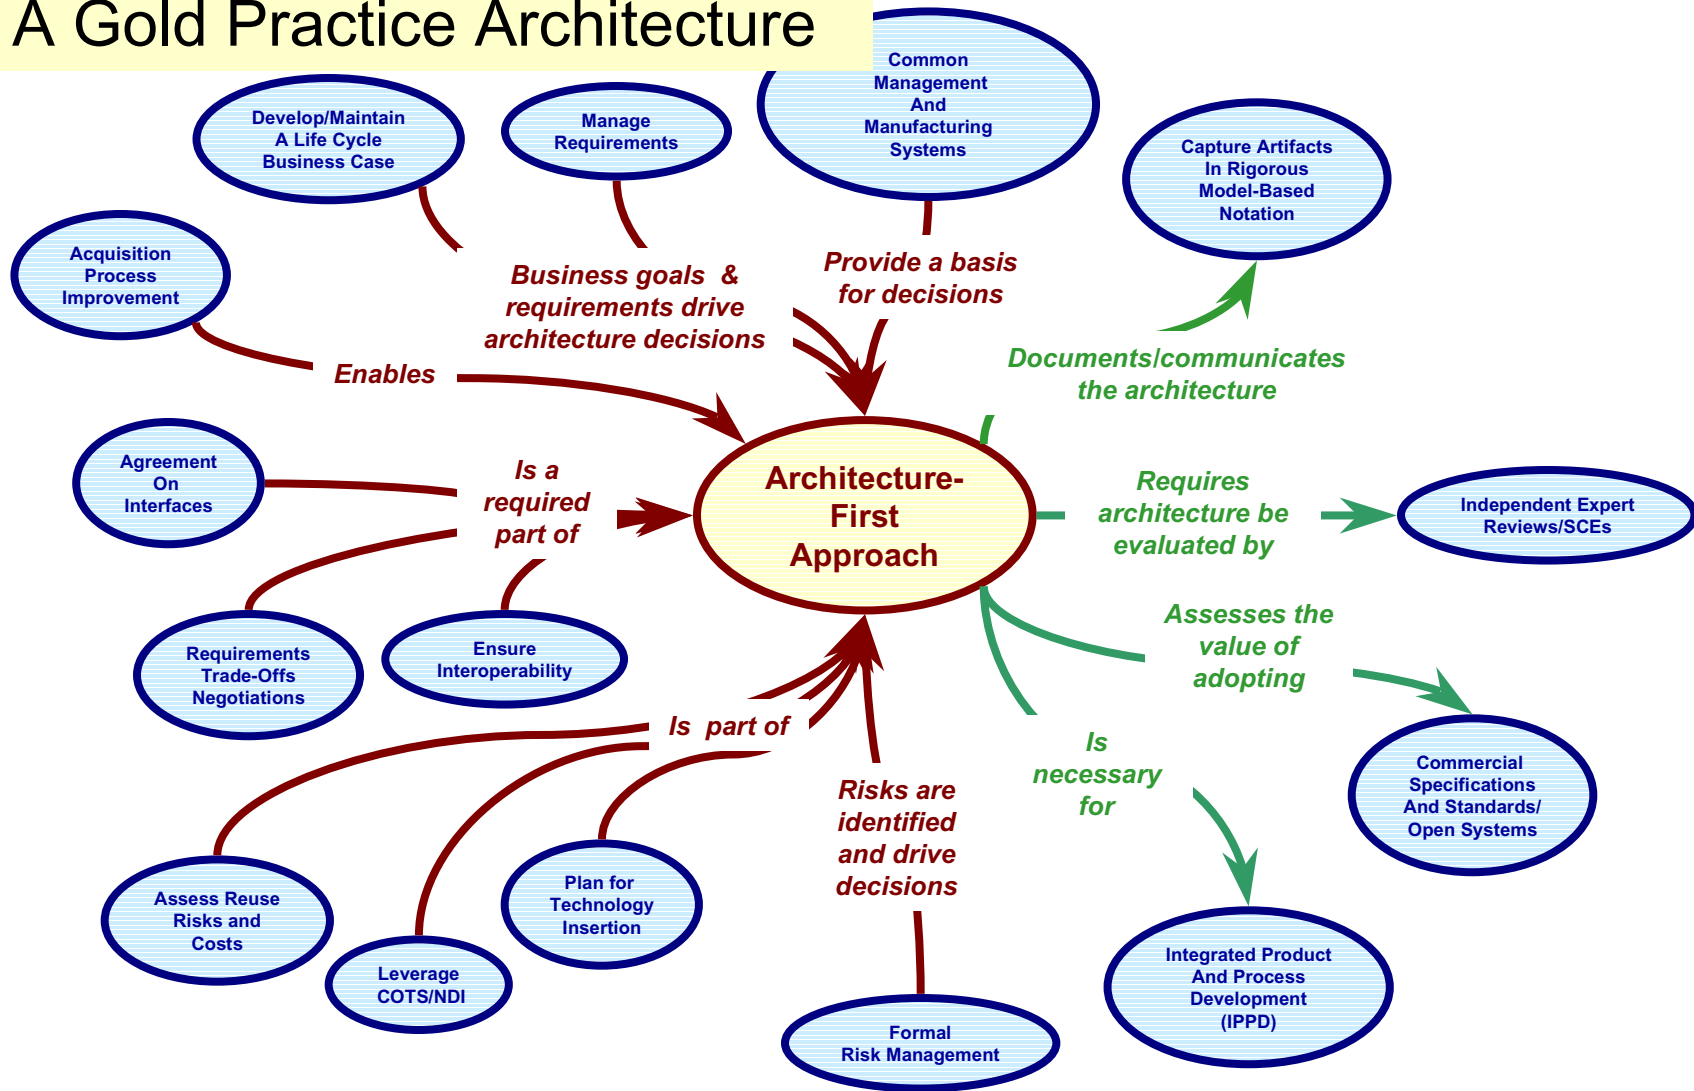 A Gold Practice Architecture
Common
Management
And
Manufacturing
Systems
Develop/Maintain
A Life Cycle
Business Case
Manage
Requirements
Capture Artifacts
In Rigorous
Model-Based
Notation
Acquisition
Process
Improvement
Business goals &
requirements drive
architecture decisions
Provide a basis
for decisions
Enables
Documents/communicates
the architecture
Agreement
On
Interfaces
Is a
required
part of
Architecture-
First
Approach
Requires
architecture be
evaluated by
Independent Expert
Reviews/SCEs
Requirements
Trade-Offs
Negotiations
Ensure
Interoperability
Assesses the
value of
adopting
Is part of
Is
necessary
for
Commercial
Specifications
And Standards/
Open Systems
Risks are
identified
and drive
decisions
Assess Reuse
Risks and
Costs
Plan for
Technology
Insertion
Leverage
COTS/NDI
Formal
Risk Management
Integrated Product
And Process
Development
(IPPD)